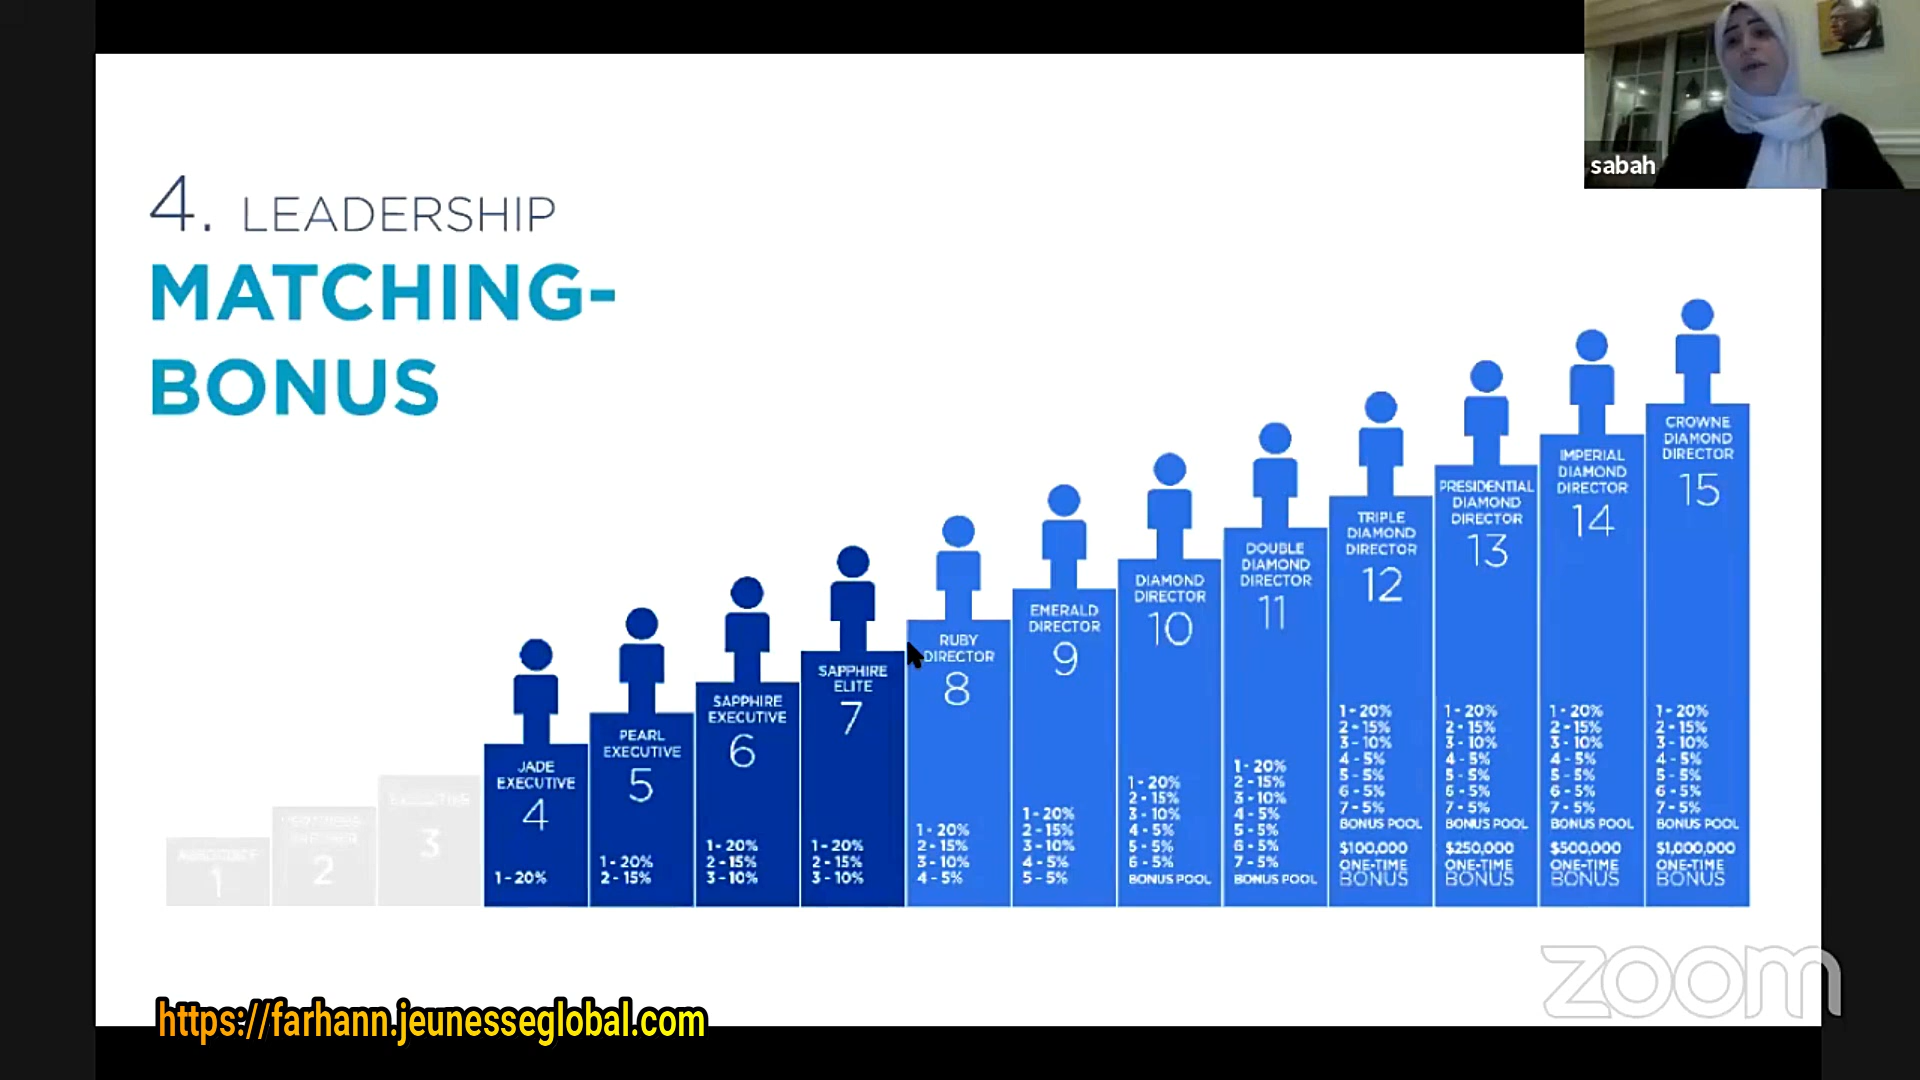 sabah
4. LEADERSHIP
MATCHING-
BONUS
1
2
EXECUTIVE
3
JADE
EXECUTIVE
4
1 - 20%
PEARL
EXECUTIVE
5
1 - 20%
2 - 15%
SAPPHIRE
EXECUTIVE
6
1 - 20%
2 - 15%
3 - 10%
SAPPHIRE
ELITE
7
1 - 20%
2 - 15%
3 - 10%
RUBY
DIRECTOR
8
1 - 20%
2 - 15%
3 - 10%
4 - 5%
EMERALD
DIRECTOR
9
1 - 20%
2 - 15%
3 - 10%
4 - 5%
5 - 5%
DIAMOND
DIRECTOR
10
1 - 20%
2 - 15%
3 - 10%
4 - 5%
5 - 5%
6 - 5%
BONUS POOL
DOUBLE
DIAMOND
DIRECTOR
11
1 - 20%
2 - 15%
3 - 10%
4 - 5%
5 - 5%
6 - 5%
7 - 5%
BONUS POOL
TRIPLE
DIAMOND
DIRECTOR
12
1 - 20%
2 - 15%
3 - 10%
4 - 5%
5 - 5%
6 - 5%
7 - 5%
BONUS POOL
$100,000
ONE-TIME
BONUS
PRESIDENTIAL
DIAMOND
DIRECTOR
13
1 - 20%
2 - 15%
3 - 10%
4 - 5%
5 - 5%
6 - 5%
7 - 5%
BONUS POOL
$250,000
ONE-TIME
BONUS
IMPERIAL
DIAMOND
DIRECTOR
14
1 - 20%
2 - 15%
3 - 10%
4 - 5%
5 - 5%
6 - 5%
7 - 5%
BONUS POOL
$500,000
ONE-TIME
BONUS
CROWNE
DIAMOND
DIRECTOR
15
1 - 20%
2 - 15%
3 - 10%
4 - 5%
5 - 5%
6 - 5%
7 - 5%
BONUS POOL
$1,000,000
ONE-TIME
BONUS
zoom
https://farhann.jeunesseglobal.com